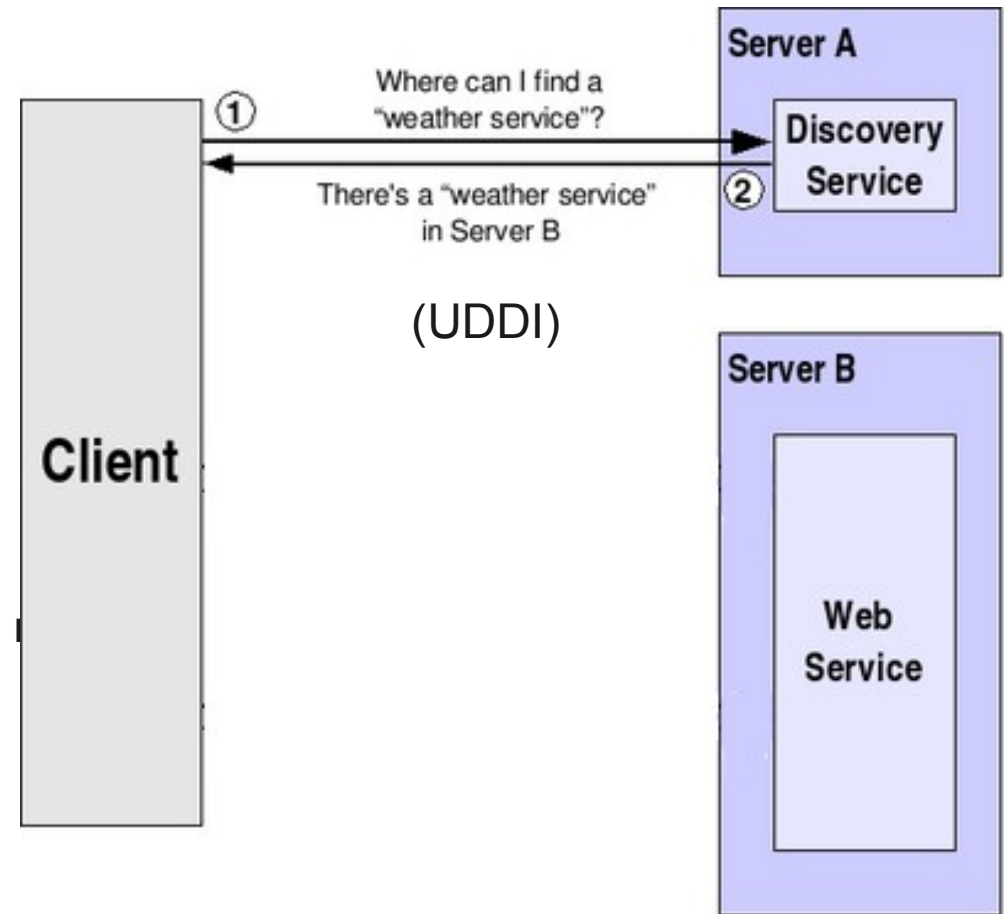 Server A
Where can I find a
"weather service"?
①
Discovery
Service
There's a "weather service"
in Server B
②
(UDDI)
Server B
Client
Web
Service